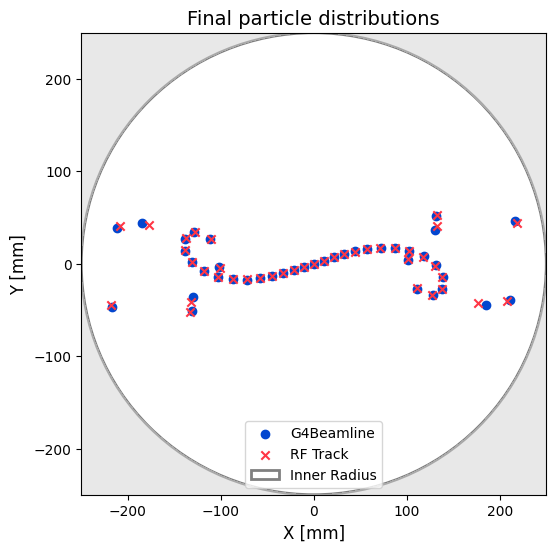 Final particle distributions
Y [mm]
200
100
0
−100
−200
G4Beamline
RF Track
Inner Radius
−200
−100
0
100
200
X [mm]